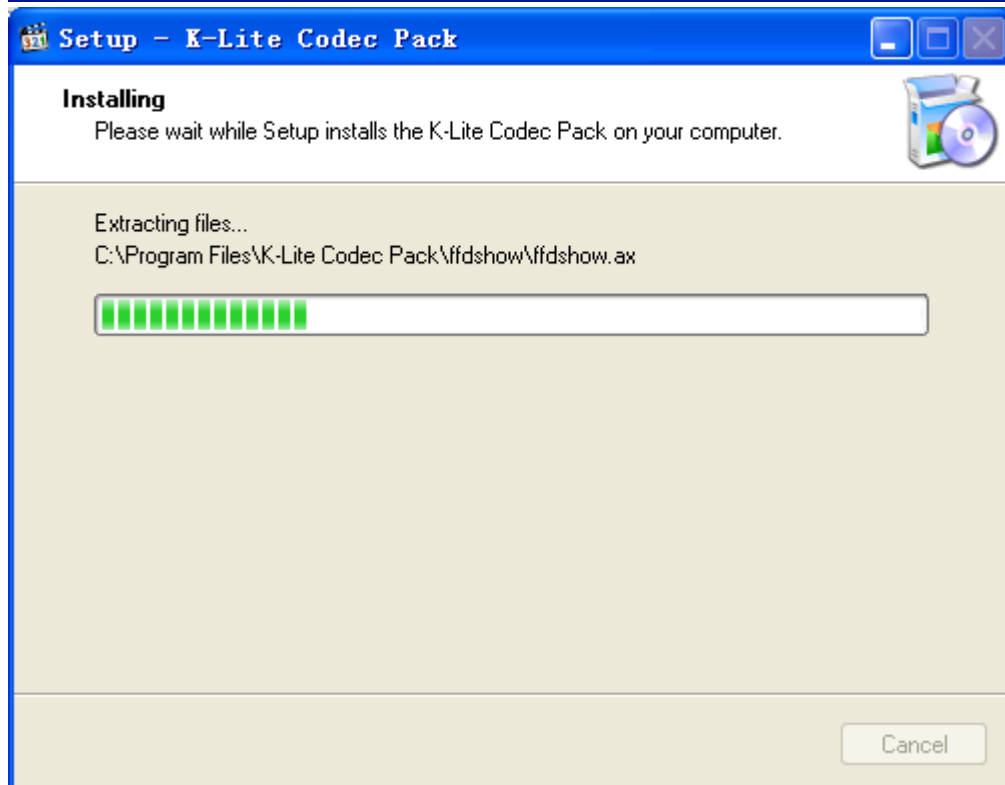 Setup - K-Lite Codec Pack
Installing
Please wait while Setup installs the K-Lite Codec Pack on your computer.
Extracting files...
C:\Program Files\K-Lite Codec Pack\ffdshow\ffdshow.ax
Cancel